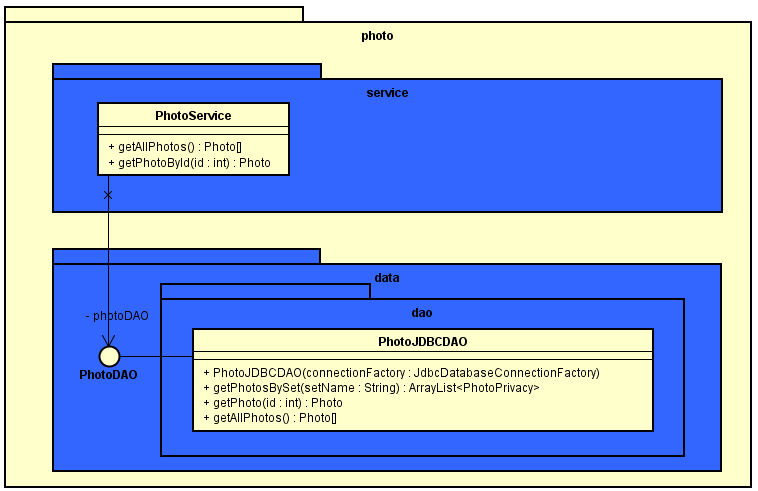 photo
service
PhotoService
+ getAllPhotos() : Photo[]
+ getPhotoById(id : int) : Photo
data
dao
- photoDAO
PhotoJDBCDAO
PhotoDAO
+ PhotoJDBCDAO(connectionFactory : JdbcDatabaseConnectionFactory)
+ getPhotosBySet(setName : String) : ArrayList<PhotoPrivacy>
+ getPhoto(id : int) : Photo
+ getAllPhotos() : Photo[]